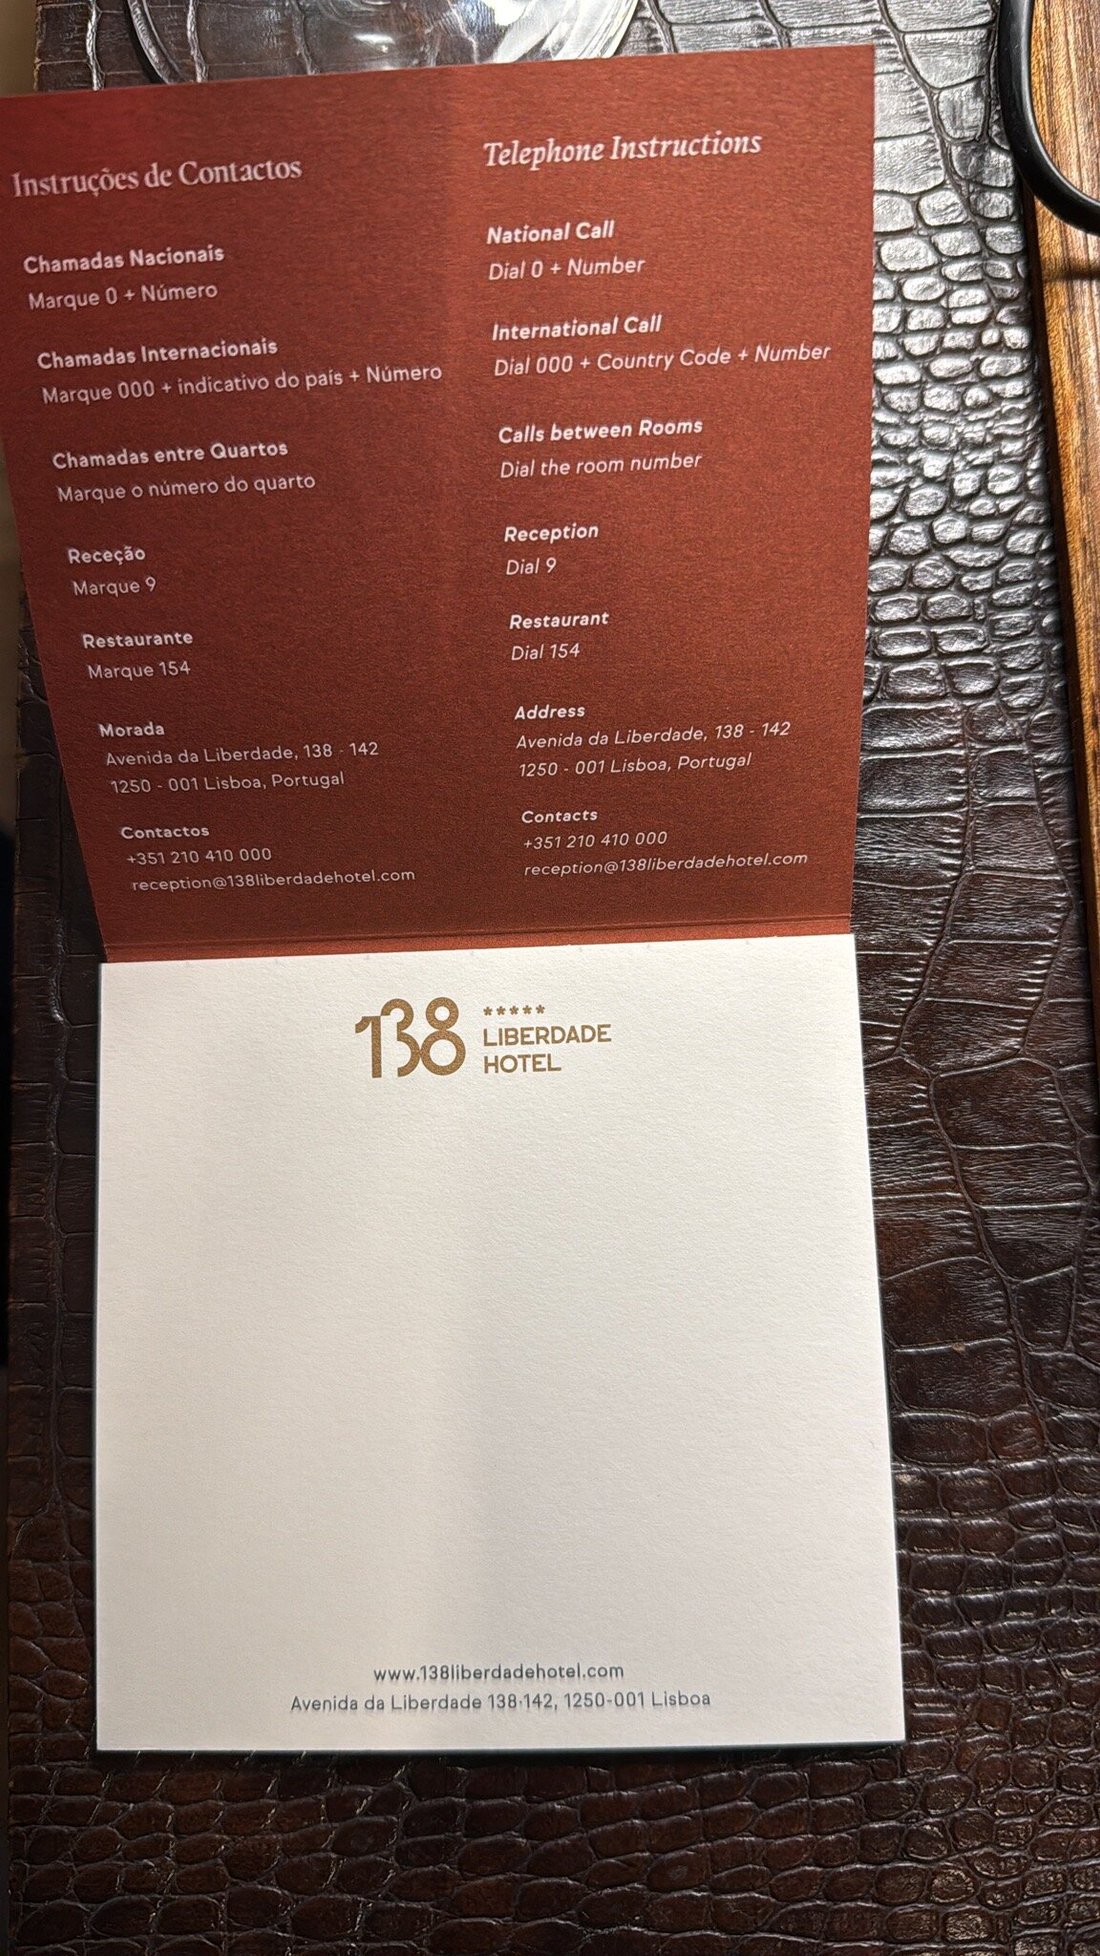 Instruções de Contactos
Chamadas Nacionais
Marque 0 + Número
Chamadas Internacionais
Marque 000 + indicativo do país + Número
Chamadas entre Quartos
Marque o número do quarto
Receção
Marque 9
Restaurante
Marque 154
Morada
Avenida da Liberdade, 138 - 142
1250 - 001 Lisboa, Portugal
Contactos
+351 210 410 000
reception@138liberdadehotel.com
Telephone Instructions
National Call
Dial 0 + Number
International Call
Dial 000 + Country Code + Number
Calls between Rooms
Dial the room number
Reception
Dial 9
Restaurant
Dial 154
Address
Avenida da Liberdade, 138 - 142
1250 - 001 Lisboa, Portugal
Contacts
+351 210 410 000
reception@138liberdadehotel.com
138
*****
LIBERDADE
HOTEL
www.138liberdadehotel.com
Avenida da Liberdade 138·142, 1250-001 Lisboa